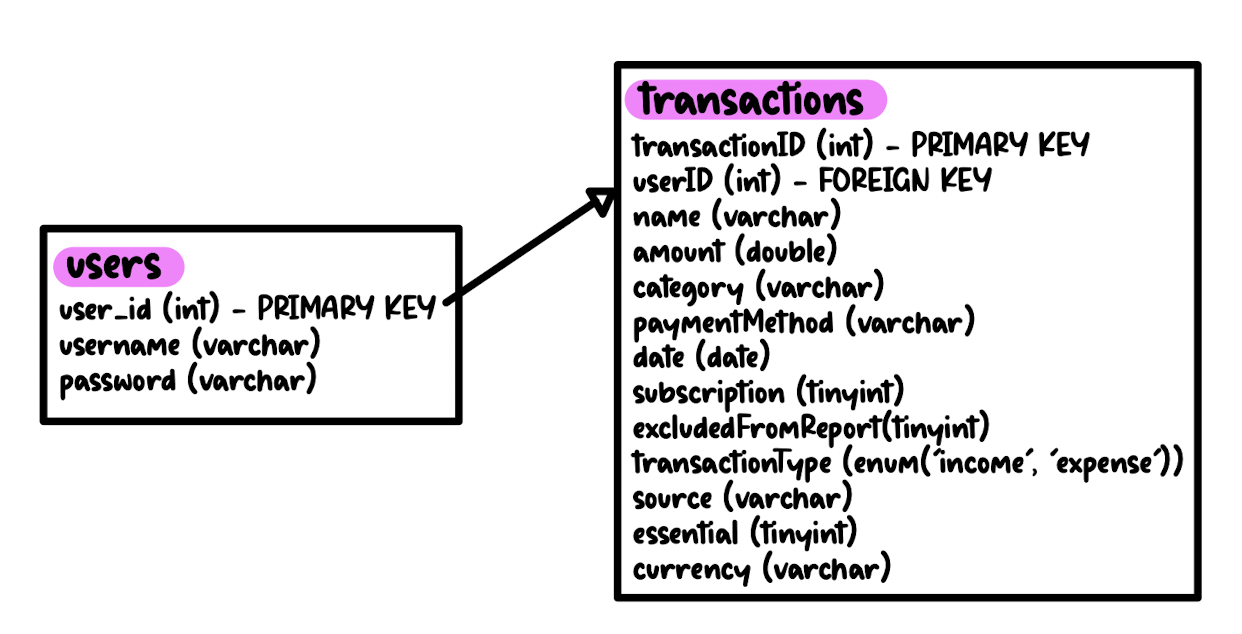 users
user_id (int) - PRIMARY KEY
username (varchar)
password (varchar)
transactions
transactionID (int) - PRIMARY KEY
userID (int) - FOREIGN KEY
name (varchar)
amount (double)
category (varchar)
paymentMethod (varchar)
date (date)
subscription (tinyint)
excludedFromReport(tinyint)
transactionType (enum(´income´, ´expense´))
source (varchar)
essential (tinyint)
currency (varchar)